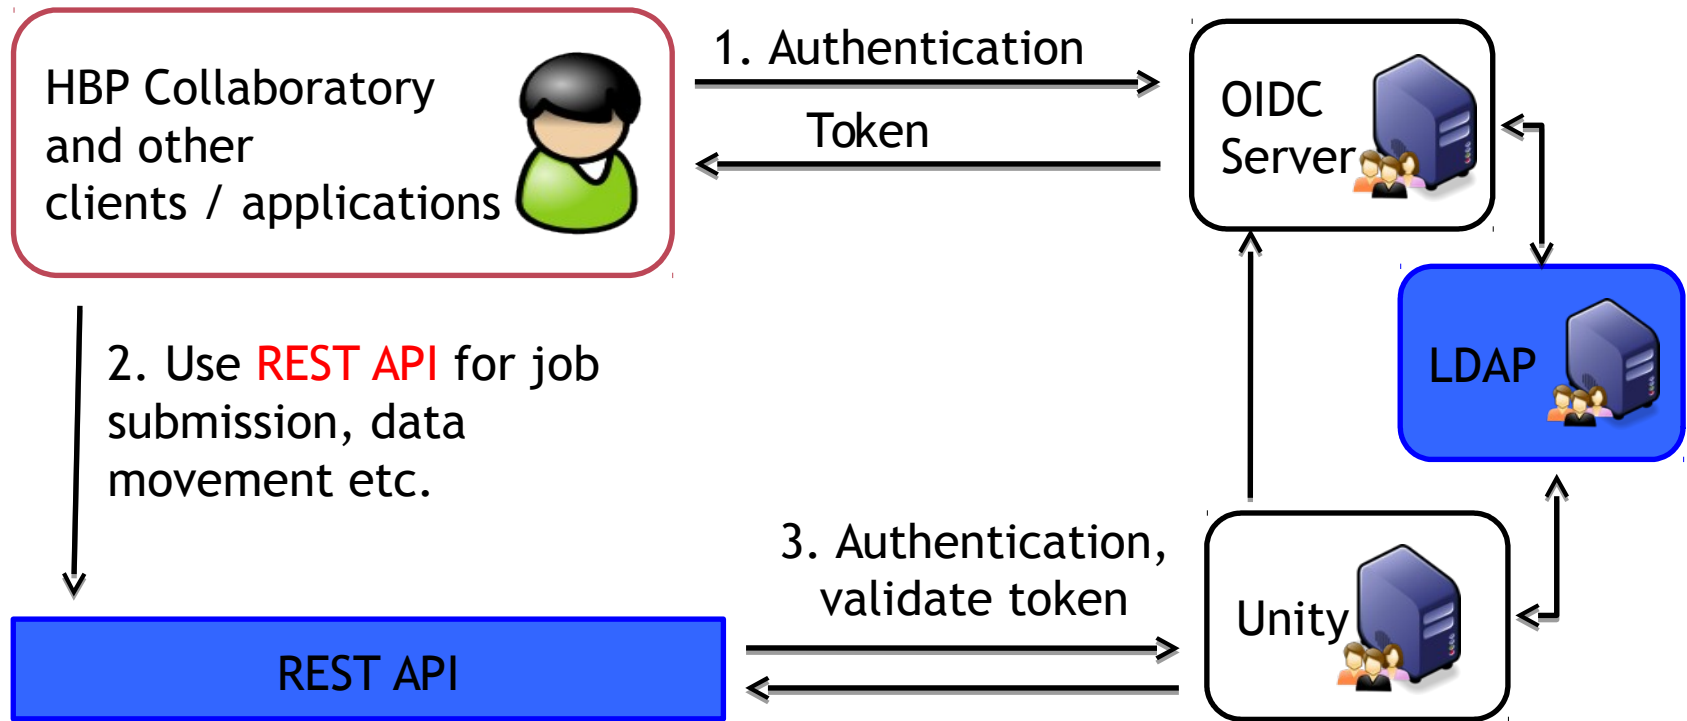 HBP Collaboratory
and other
clients / applications
1. Authentication
Token
OIDC
Server
LDAP
2. Use REST API for job
submission, data
movement etc.
3. Authentication,
validate token
Unity
REST API